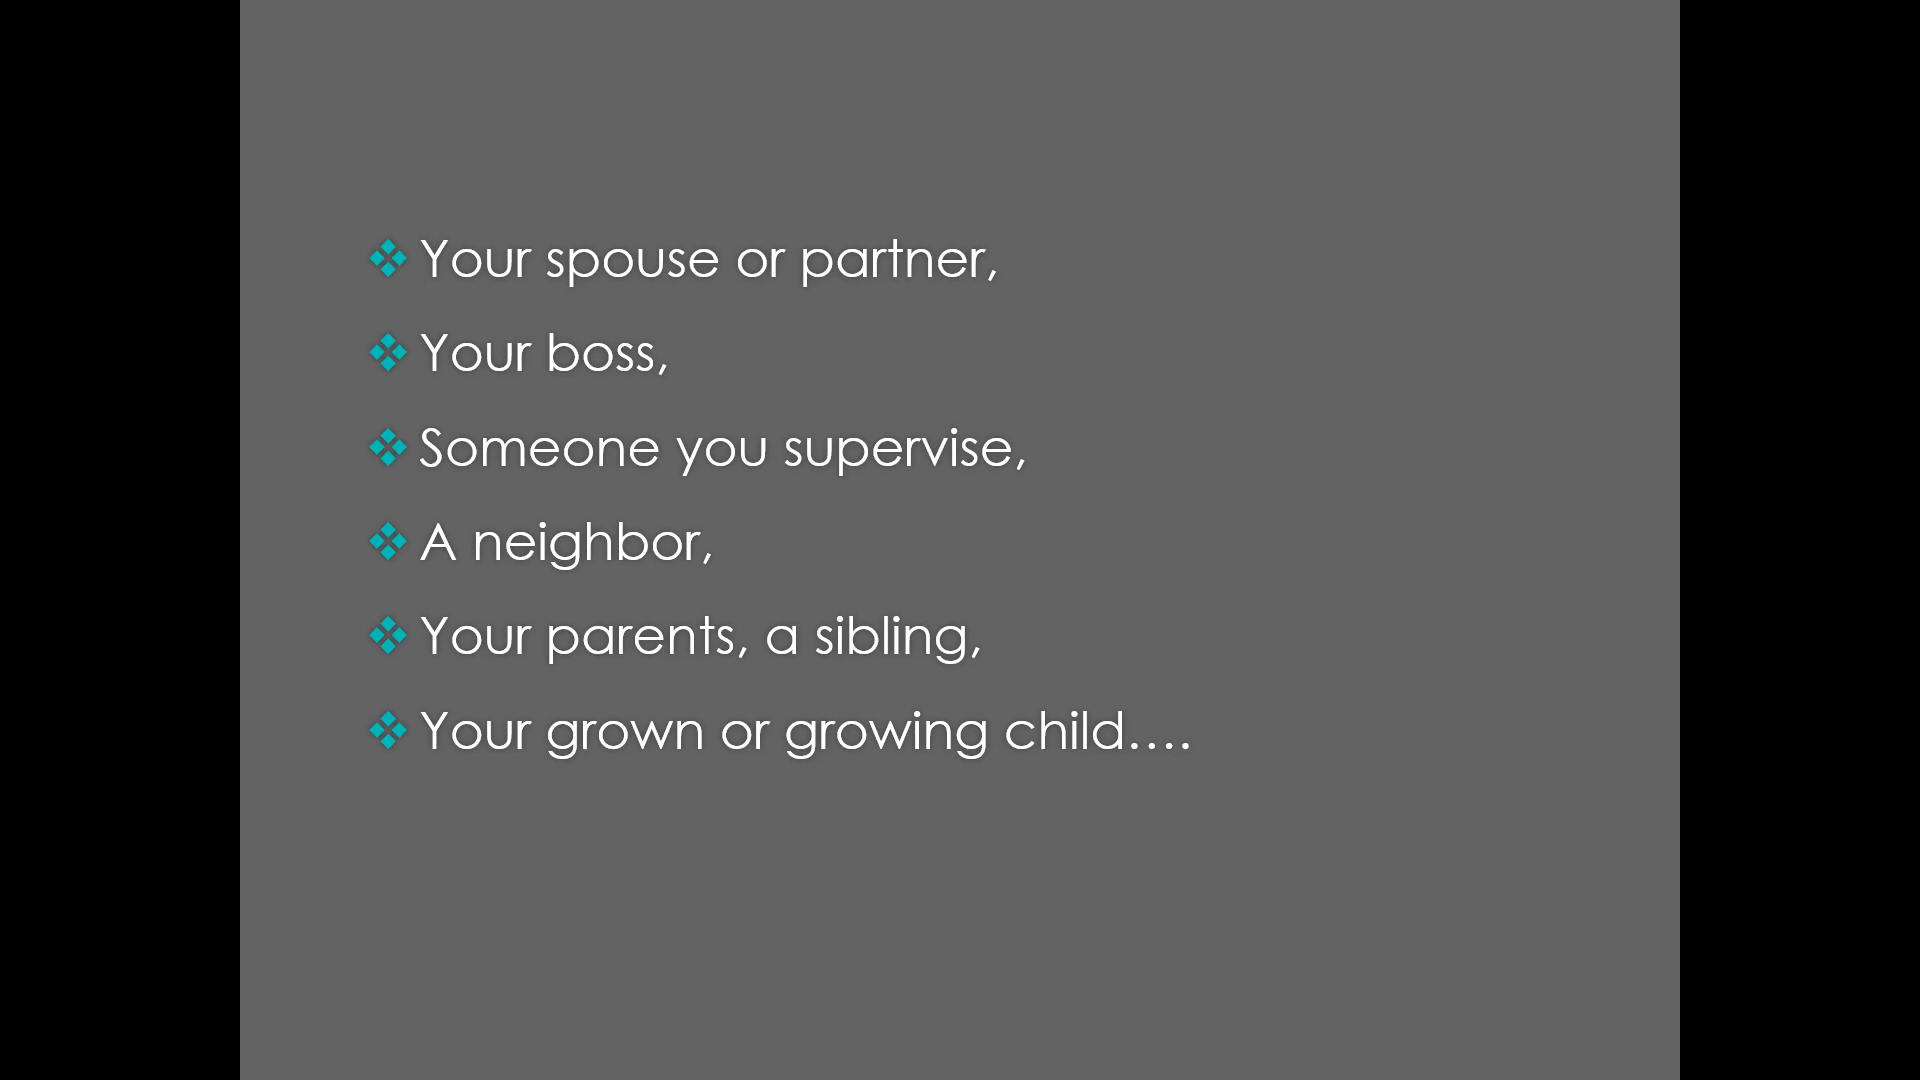 Your spouse or partner,
Your boss,
Someone you supervise,
A neighbor,
Your parents, a sibling,
Your grown or growing child....